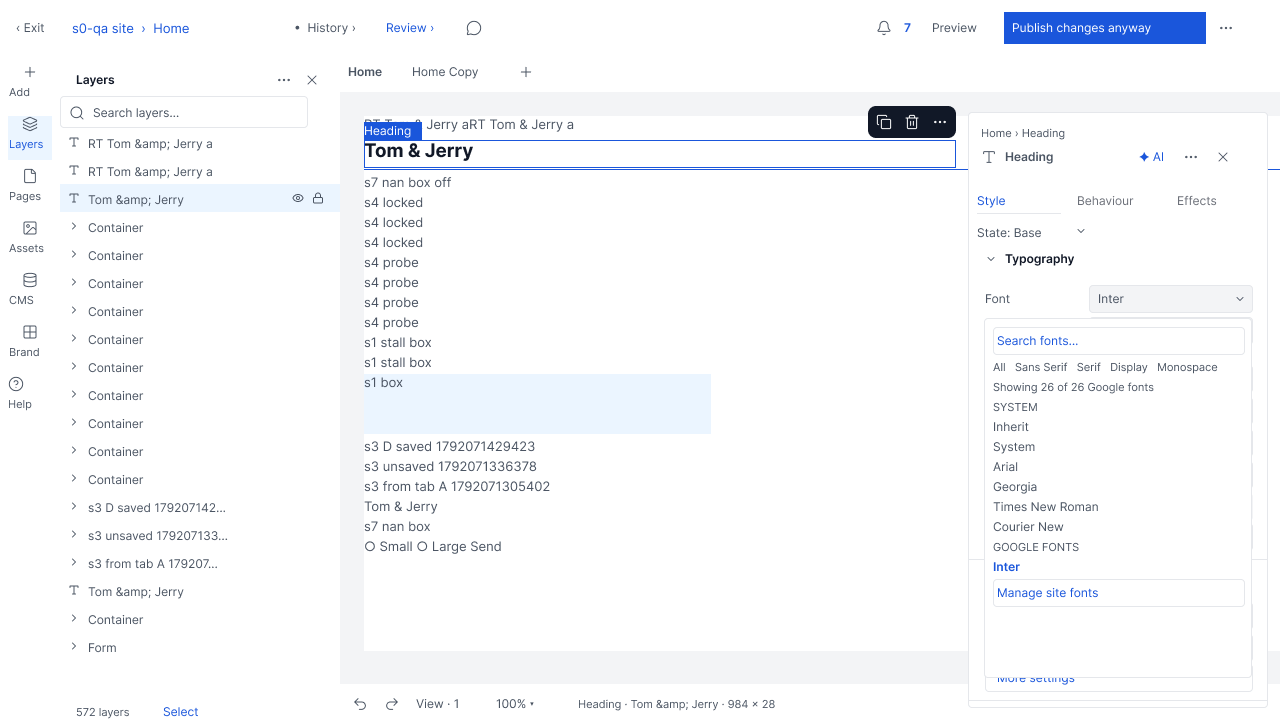 ‹ Exit
s0-qa site › Home
• History ›
Review ›
7
Preview
Publish changes anyway
Add
Layers
Pages
Assets
CMS
Brand
Help
Layers
Search layers...
RT Tom &amp; Jerry a
RT Tom &amp; Jerry a
Tom &amp; Jerry
Container
Container
Container
Container
Container
Container
Container
Container
Container
Container
s3 D saved 179207142...
s3 unsaved 179207133...
s3 from tab A 179207...
Tom &amp; Jerry
Container
Form
572 layers
Select
Home
Home Copy
RT Tom & Jerry aRT Tom & Jerry a
Heading
Tom & Jerry
s7 nan box off
s4 locked
s4 locked
s4 locked
s4 probe
s4 probe
s4 probe
s4 probe
s1 stall box
s1 stall box
s1 box
s3 D saved 1792071429423
s3 unsaved 1792071336378
s3 from tab A 1792071305402
Tom & Jerry
s7 nan box
Small Large Send
View · 1
100%
Heading · Tom &amp; Jerry · 984 × 28
Home › Heading
Heading
AI
Style
Behaviour
Effects
State: Base
Typography
Font
Inter
Search fonts...
All Sans Serif Serif Display Monospace
Showing 26 of 26 Google fonts
SYSTEM
Inherit
System
Arial
Georgia
Times New Roman
Courier New
GOOGLE FONTS
Inter
Manage site fonts
More settings